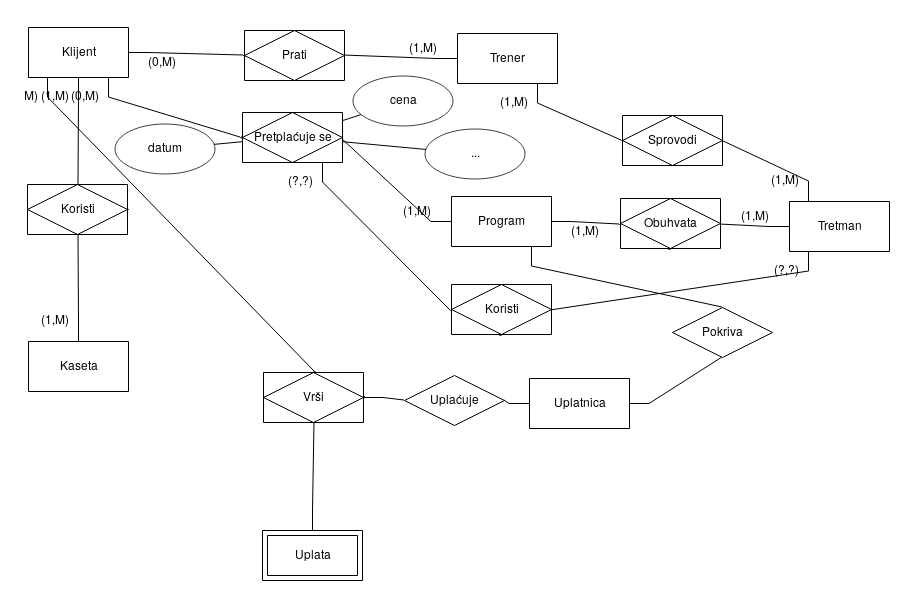 Klijent
(0,M)
Prati
(1,M)
Trener
M) (1,M) (0,M)
cena
(1,M)
datum
Pretplaćuje se
...
Sprovodi
(?,?)
(1,M)
Koristi
(1,M)
Program
(1,M)
Obuhvata
(1,M)
Tretman
(?,?)
Koristi
(1,M)
Pokriva
Kaseta
Vrši
Uplaćuje
Uplatnica
Uplata